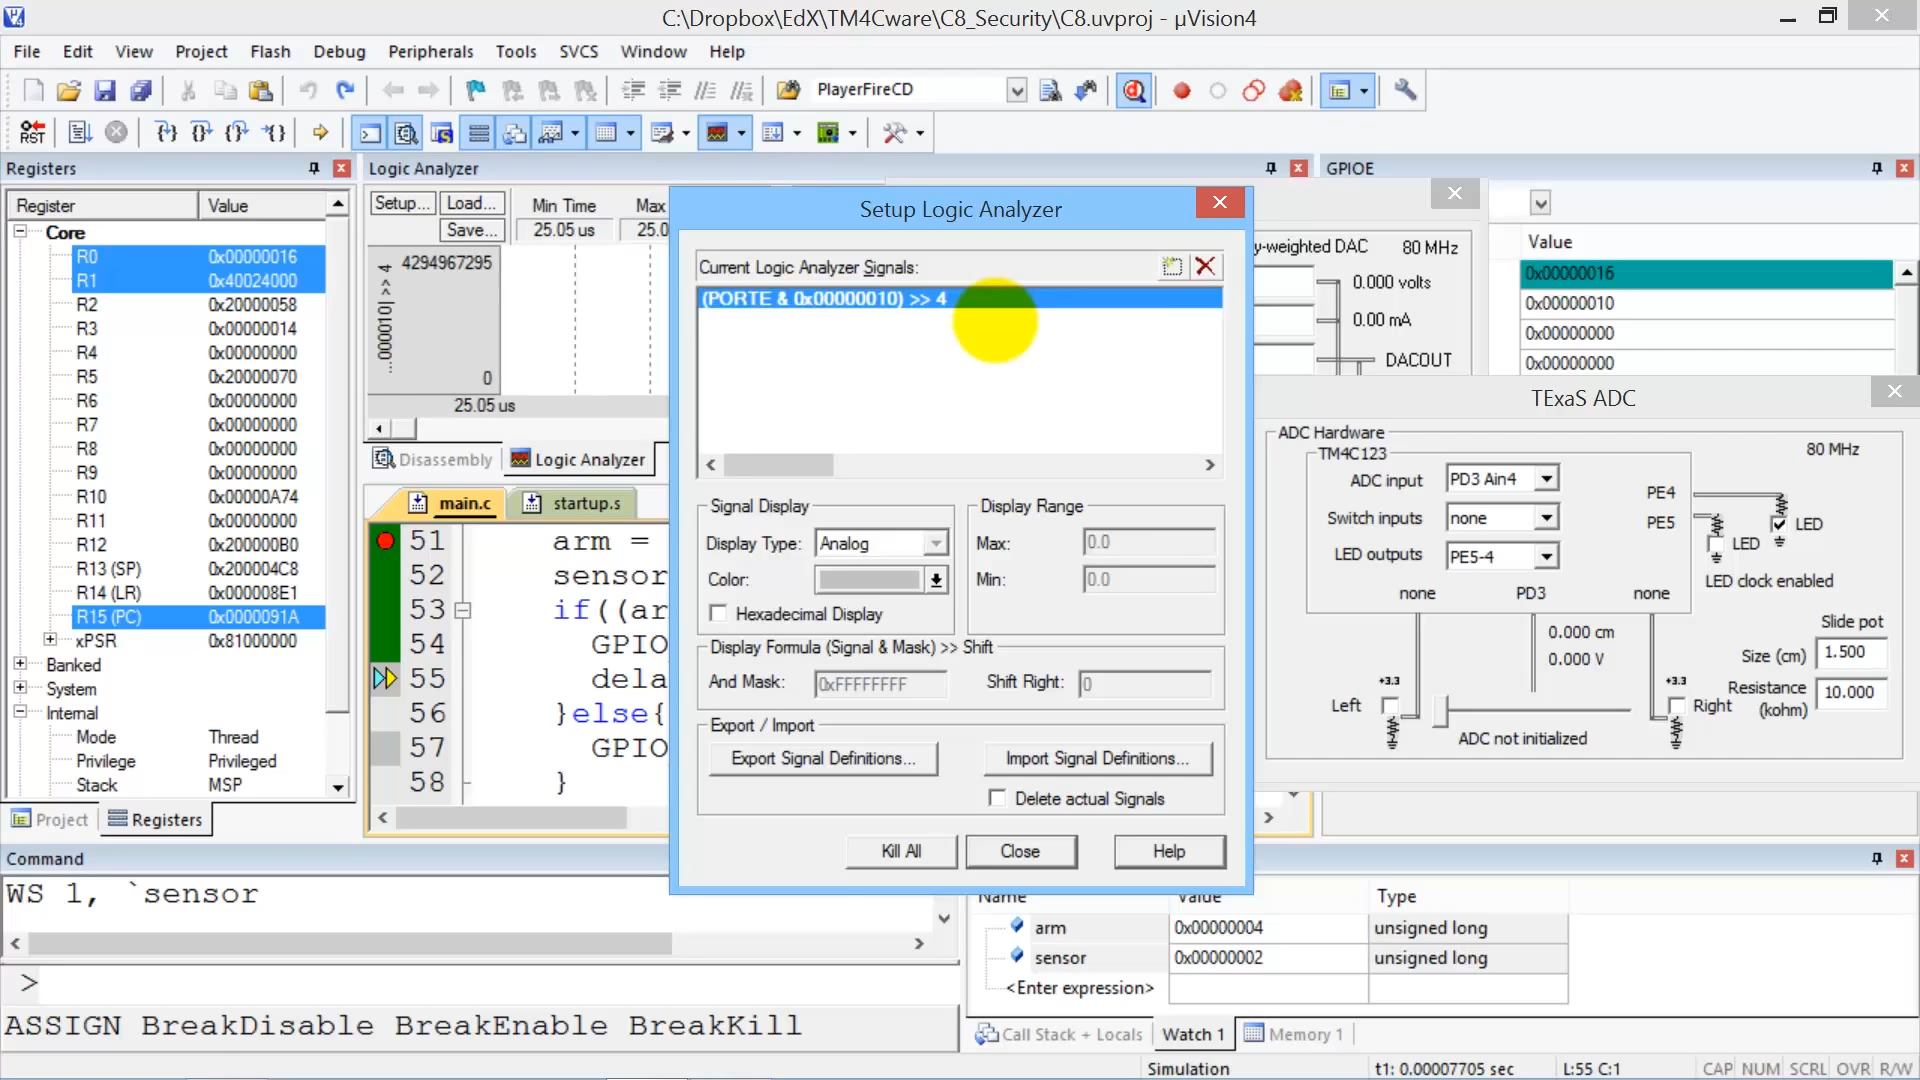 C:\Dropbox\EdX\TM4Cware\C8_Security\C8.uvproj - µVision4
File Edit View Project Flash Debug Peripherals Tools SVCS Window Help
PlayerFireCD
RST
Registers
Register Value
Core
R0 0x00000016
R1 0x40024000
R2 0x20000058
R3 0x00000014
R4 0x00000000
R5 0x20000070
R6 0x00000000
R7 0x00000000
R8 0x00000000
R9 0x00000000
R10 0x00000A74
R11 0x00000000
R12 0x200000B0
R13 (SP) 0x200004C8
R14 (LR) 0x000008E1
R15 (PC) 0x0000091A
xPSR 0x81000000
Banked
System
Internal
Mode Thread
Privilege Privileged
Stack MSP
Project Registers
Logic Analyzer
Setup... Load... Min Time Max
Save... 25.05 us 25.0
4294967295
...000010) >> 4
0
25.05 us
Disassembly Logic Analyzer
main.c startup.s
51 arm =
52 sensor
53 if((ar
54 GPIO
55 dela
56 }else{
57 GPIO
58 }
Setup Logic Analyzer
Current Logic Analyzer Signals:
(PORTE & 0x00000010) >> 4
Signal Display
Display Type: Analog
Color:
Hexadecimal Display
Display Range
Max: 0.0
Min: 0.0
Display Formula (Signal & Mask) >> Shift
And Mask: 0xFFFFFFFF Shift Right: 0
Export / Import
Export Signal Definitions... Import Signal Definitions...
Delete actual Signals
Kill All Close Help
GPIOE
y-weighted DAC 80 MHz
0.000 volts
0.00 mA
DACOUT
Value
0x00000016
0x00000010
0x00000000
0x00000000
TExaS ADC
ADC Hardware
TM4C123
80 MHz
ADC input PD3 Ain4
Switch inputs none
LED outputs PE5-4
PE4
PE5
LED
LED
LED clock enabled
none PD3 none
0.000 cm
0.000 V
Slide pot
Size (cm) 1.500
Resistance (kohm) 10.000
+3.3
Left
+3.3
Right
ADC not initialized
Command
WS 1, `sensor
>
ASSIGN BreakDisable BreakEnable BreakKill
Name Value Type
arm 0x00000004 unsigned long
sensor 0x00000002 unsigned long
<Enter expression>
Call Stack + Locals Watch 1 Memory 1
Simulation t1: 0.00007705 sec L:55 C:1 CAP NUM SCRL OVR R/W